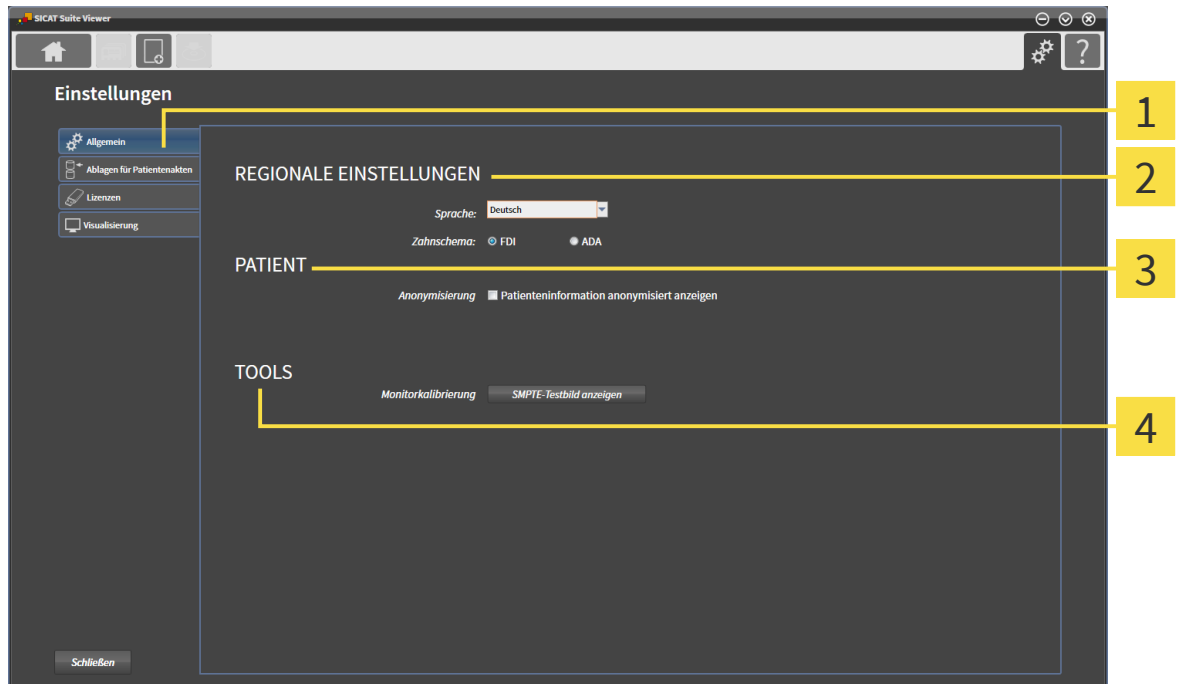 SICAT Suite Viewer
?
Einstellungen
1
Allgemein
Ablagen für Patientenakten
Lizenzen
Visualisierung
REGIONALE EINSTELLUNGEN
2
Sprache: Deutsch
Zahnschema: FDI ADA
PATIENT
3
Anonymisierung Patienteninformation anonymisiert anzeigen
TOOLS
Monitorkalibrierung SMPTE-Testbild anzeigen
4
Schließen